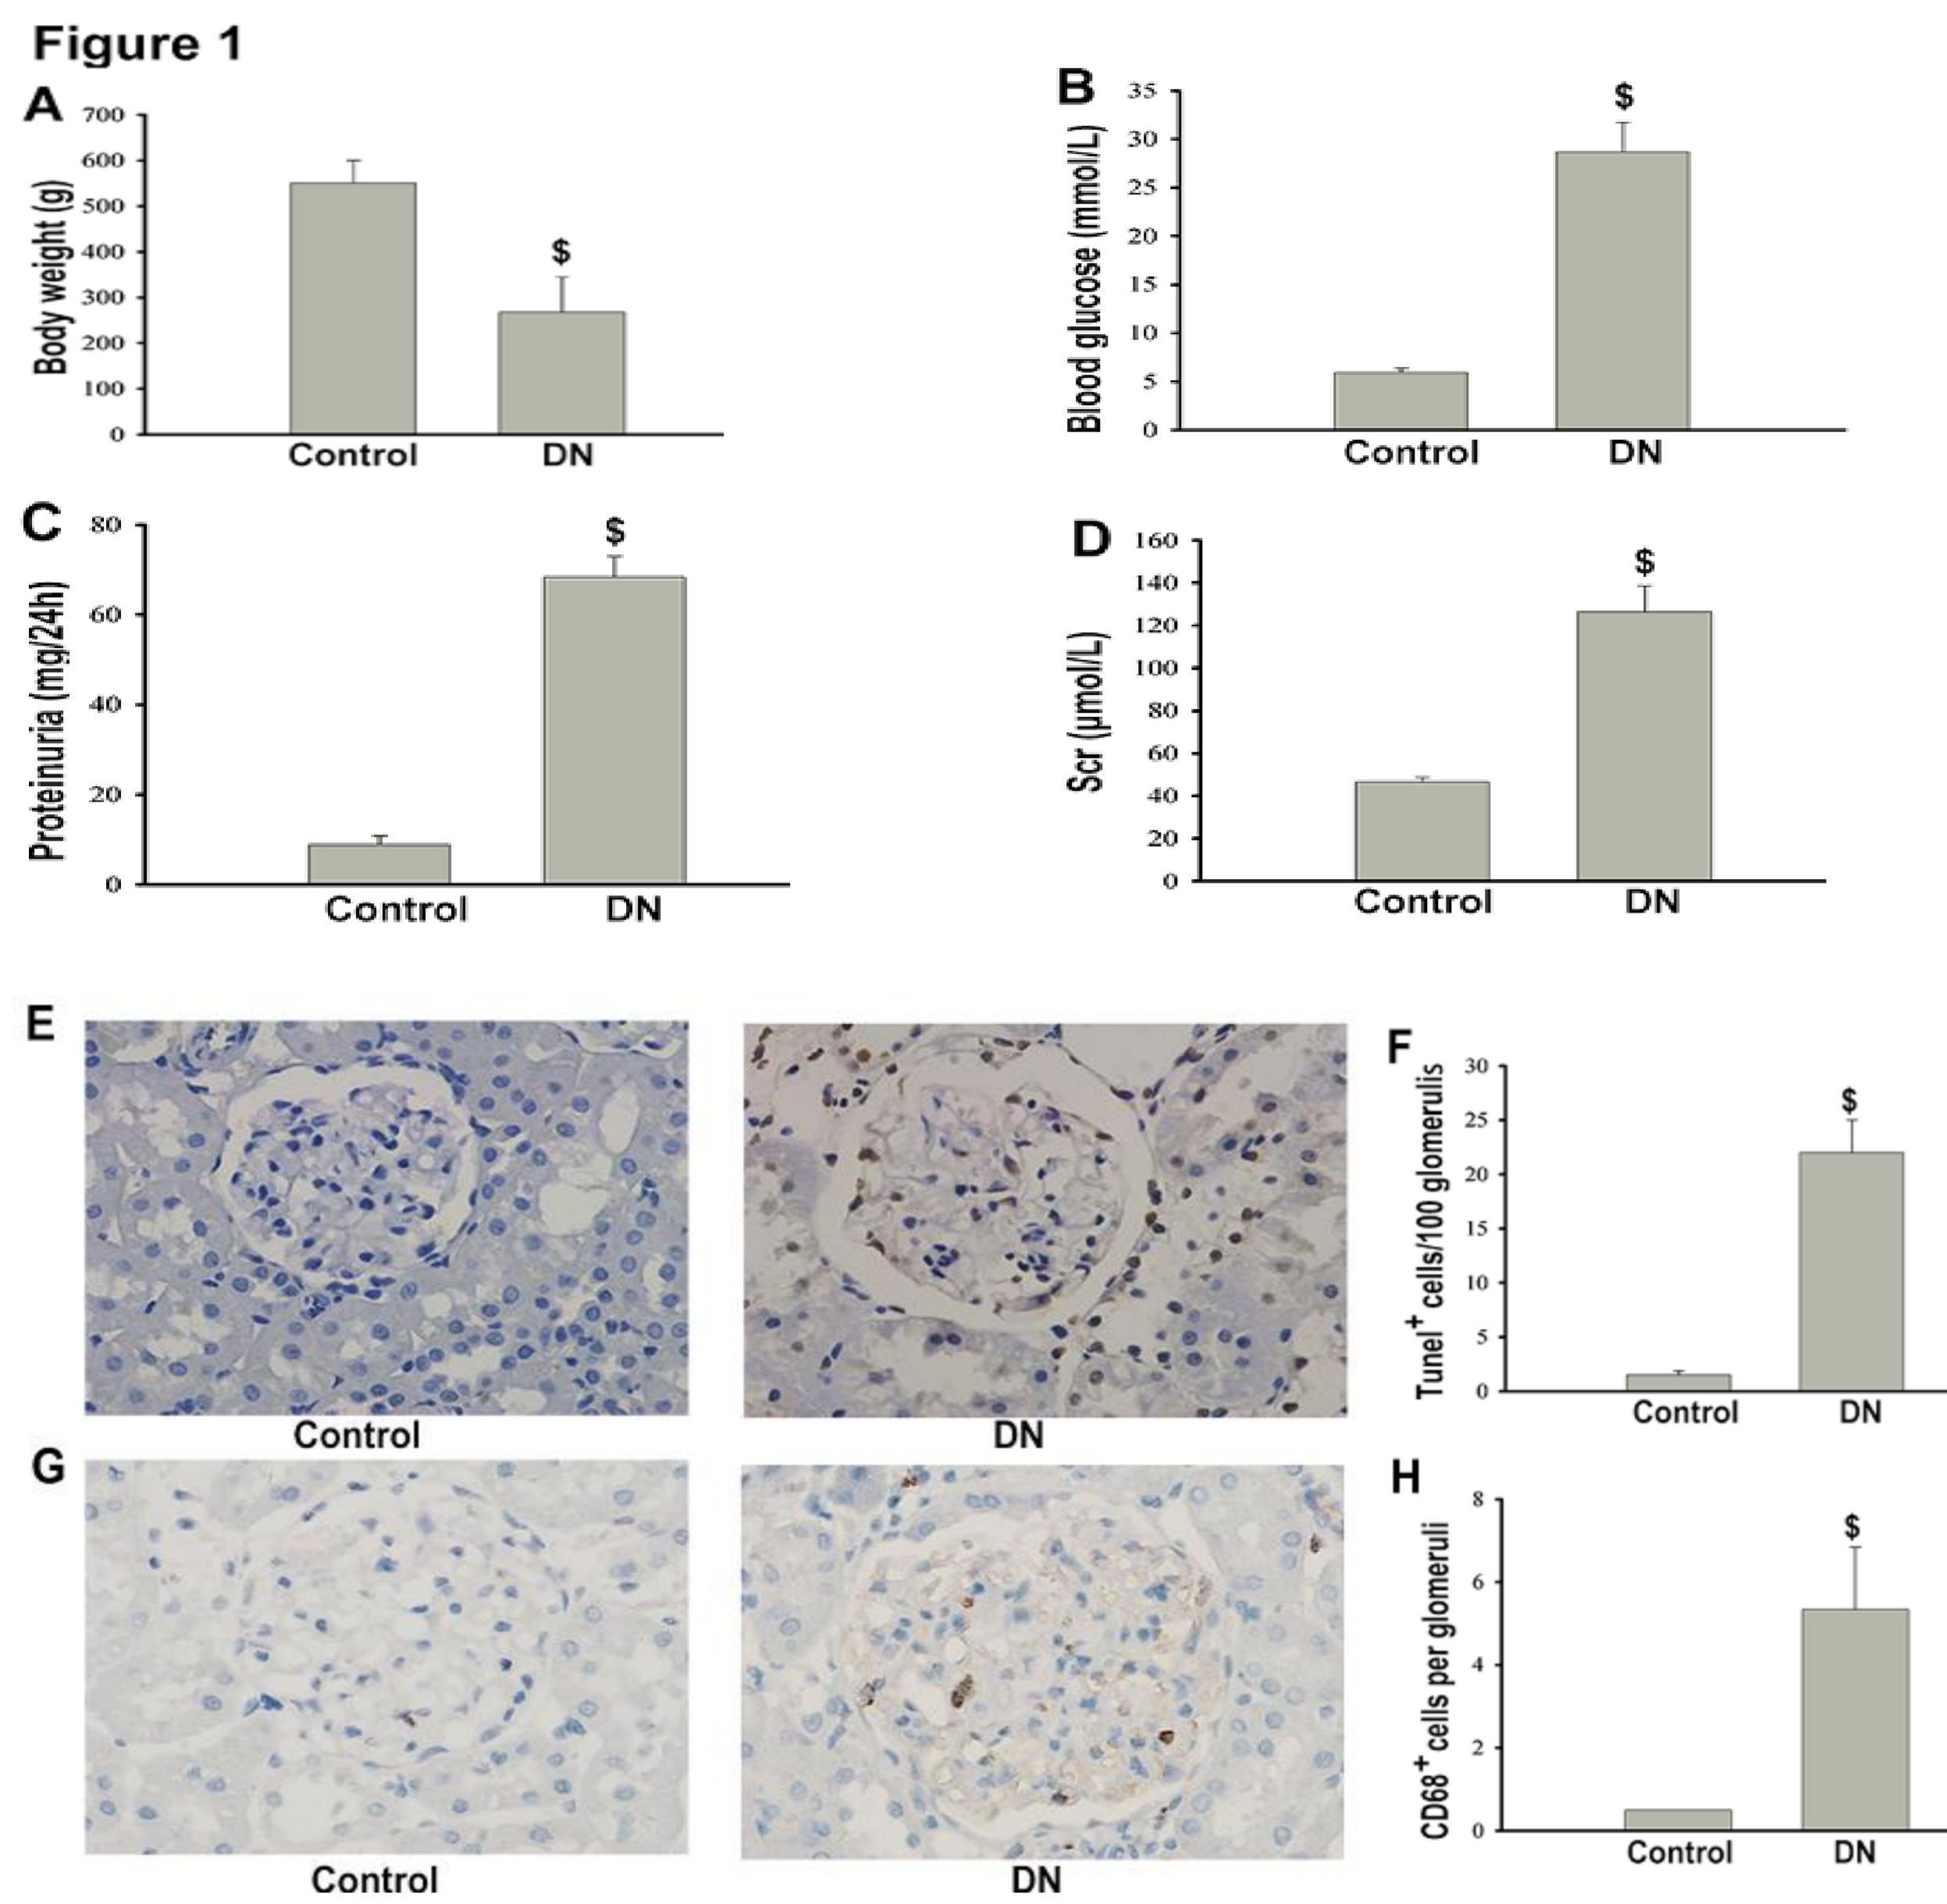 Figure 1
A
Body weight (g)
700
600
500
400
300
200
100
0
$
Control DN
B
Blood glucose (mmol/L)
35
30
25
20
15
10
5
0
$
Control DN
C
Proteinuria (mg/24h)
80
60
40
20
0
$
Control DN
D
Scr (µmol/L)
160
140
120
100
80
60
40
20
0
$
Control DN
E
Control DN
F
Tunel+ cells/100 glomerulis
30
25
20
15
10
5
0
$
Control DN
G
Control DN
H
CD68+ cells per glomeruli
8
6
4
2
0
$
Control DN